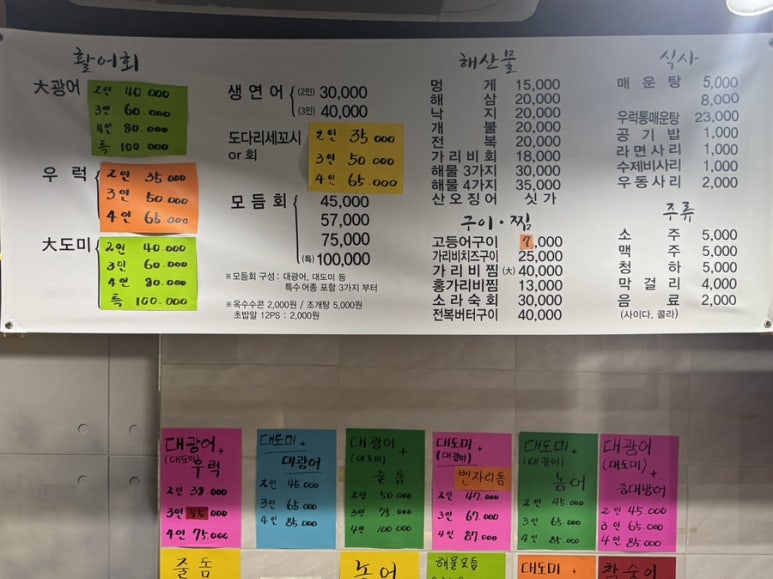 활어회
大광어
2인 40.000
3인 60.000
4인 80.000
특 100.000
우럭
2인 35.000
3인 50.000
4인 65.000
大도미
2인 40.000
3인 60.000
4인 80.000
특 100.000
생연어 (2인) 30,000
(3인) 40,000
도다리세꼬시
or 회
2인 35.000
3인 50.000
4인 65.000
모듬회 45,000
57,000
75,000
(특) 100,000
※모듬회 구성 : 대광어, 대도미 등
특수어종 포함 3가지 부터
※옥수수콘 2,000원 / 조개탕 5,000원
초밥알 12PS : 2,000원
해산물
멍게 15,000
해삼 20,000
낙지 20,000
개불 20,000
전복 20,000
가리비회 18,000
해물 3가지 30,000
해물 4가지 35,000
산오징어 싯가
구이·찜
고등어구이 7,000
가리비치즈구이 25,000
가리비찜 (大) 40,000
홍가리비찜 13,000
소라숙회 30,000
전복버터구이 40,000
식사
매운탕 5,000
8,000
우럭통매운탕 23,000
공기밥 1,000
라면사리 1,000
수제비사리 1,000
우동사리 2,000
주류
소주 5,000
맥주 5,000
청하 5,000
막걸리 4,000
음료 2,000
(사이다, 콜라)
대광어+
(대도미)
우럭
2인 38.000
3인 55.000
4인 75.000
대도미+
대광어
2인 45.000
3인 65.000
4인 85.000
대광어+
(대도미)
줄돔
2인 50.000
3인 75.000
4인 100.000
대도미+
(대광어)
벤자리돔
2인 47.000
3인 67.000
4인 87.000
대도미+
(대광어)
농어
2인 45.000
3인 65.000
4인 85.000
대광어
(대도미)+
숭대방어
2인 45.000
3인 65.000
4인 85.000
줄돔
농어
해물모듬
대도미+
참숭어